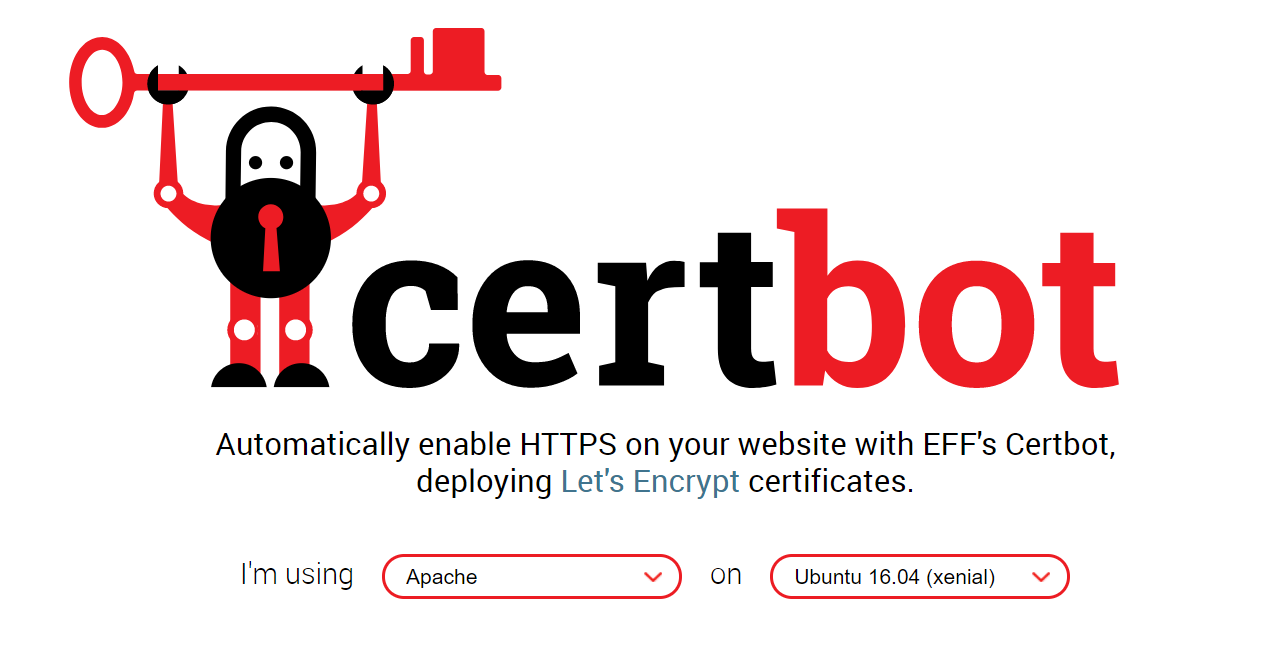 certbot
Automatically enable HTTPS on your website with EFF's Certbot,
deploying Let's Encrypt certificates.
I'm using Apache on Ubuntu 16.04 (xenial)